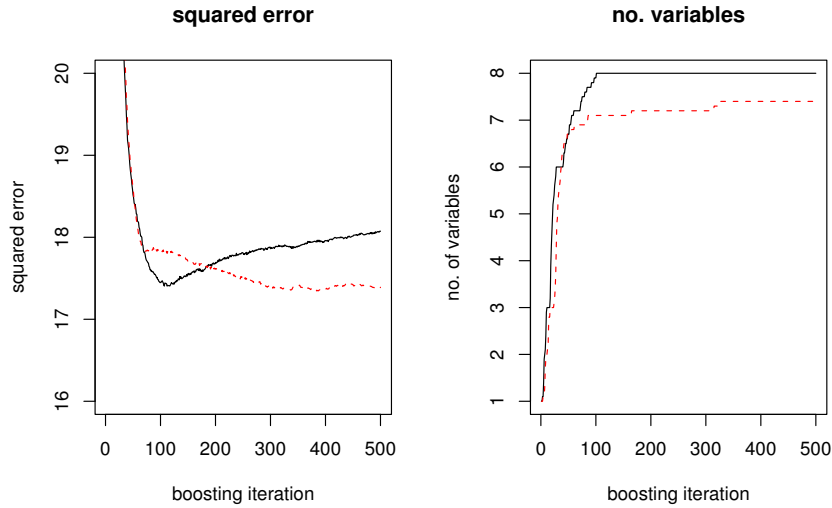 squared error
squared error
16 17 18 19 20
0 100 200 300 400 500
boosting iteration
no. variables
no. of variables
1 2 3 4 5 6 7 8
0 100 200 300 400 500
boosting iteration